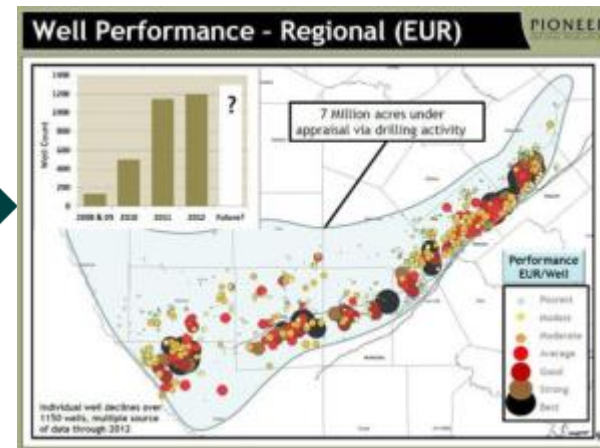 Well Performance - Regional (EUR)
PIONEER
1400
1200
1000
800
600
400
200
0
Well Count
?
2008 & 09 2010 2011 2012 Future?
7 Million acres under
appraisal via drilling activity
Performance
EUR/Well
Poorest
Modest
Moderate
Average
Good
Strong
Best
Individual well declines over
1150 wells, multiple source
of data through 2012